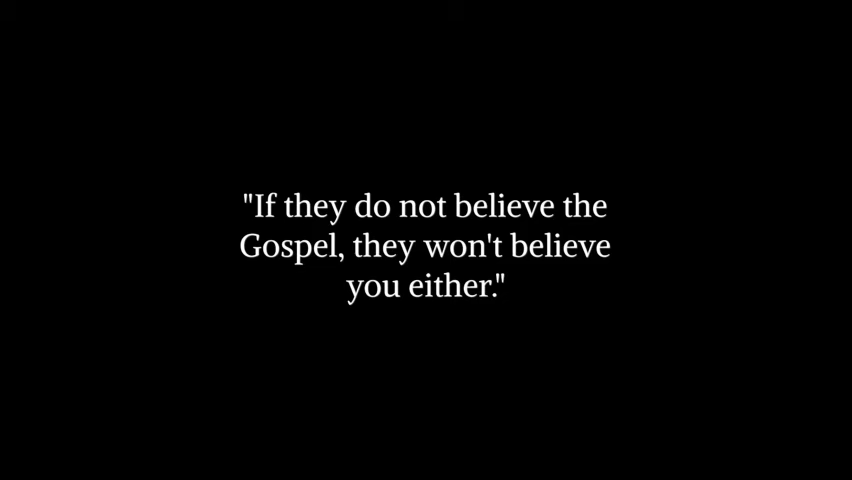 "If they do not believe the
Gospel, they won't believe
you either."